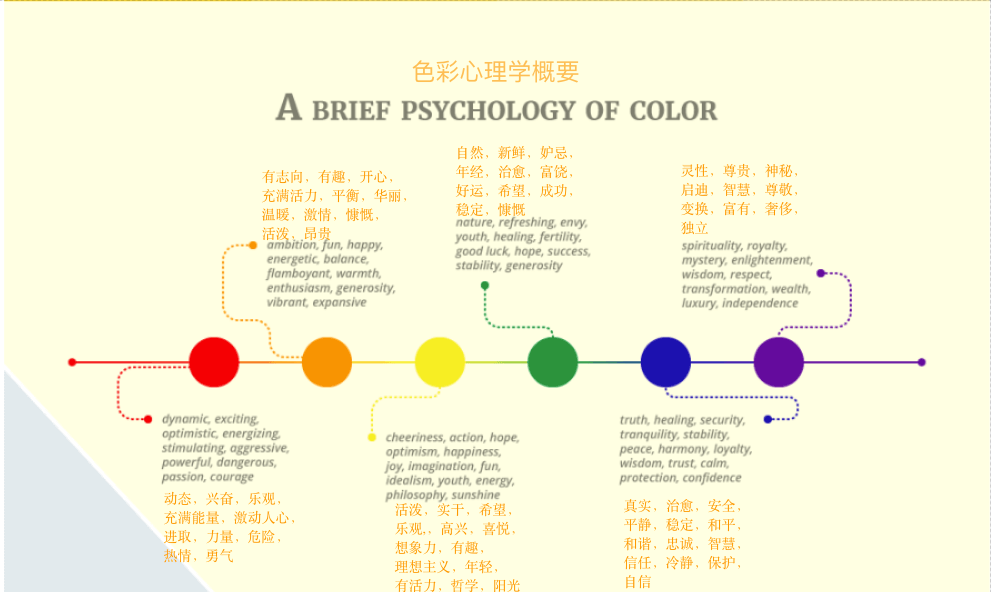 色彩心理学概要
A BRIEF PSYCHOLOGY OF COLOR
有志向，有趣，开心，
充满活力，平衡，华丽，
温暖，激情，慷慨，
活泼，昂贵
ambition, fun, happy,
energetic, balance,
flamboyant, warmth,
enthusiasm, generosity,
vibrant, expansive
自然，新鲜，妒忌，
年经，治愈，富饶，
好运，希望，成功，
稳定，慷慨
nature, refreshing, envy,
youth, healing, fertility,
good luck, hope, success,
stability, generosity
灵性、尊贵、神秘、
启迪、智慧、尊敬、
变换、富有、奢侈、
独立
spirituality, royalty,
mystery, enlightenment,
wisdom, respect,
transformation, wealth,
luxury, independence
dynamic, exciting,
optimistic, energizing,
stimulating, aggressive,
powerful, dangerous,
passion, courage
动态，兴奋，乐观，
充满能量，激动人心，
进取，力量，危险，
热情，勇气
cheeriness, action, hope,
optimism, happiness,
joy, imagination, fun,
idealism, youth, energy,
philosophy, sunshine
活泼、实干、希望、
乐观,、高兴、喜悦、
想象力、有趣、
理想主义、年轻、
有活力、哲学、阳光
truth, healing, security,
tranquility, stability,
peace, harmony, loyalty,
wisdom, trust, calm,
protection, confidence
真实、治愈、安全、
平静、稳定、和平、
和谐、忠诚、智慧、
信任、冷静、保护、
自信